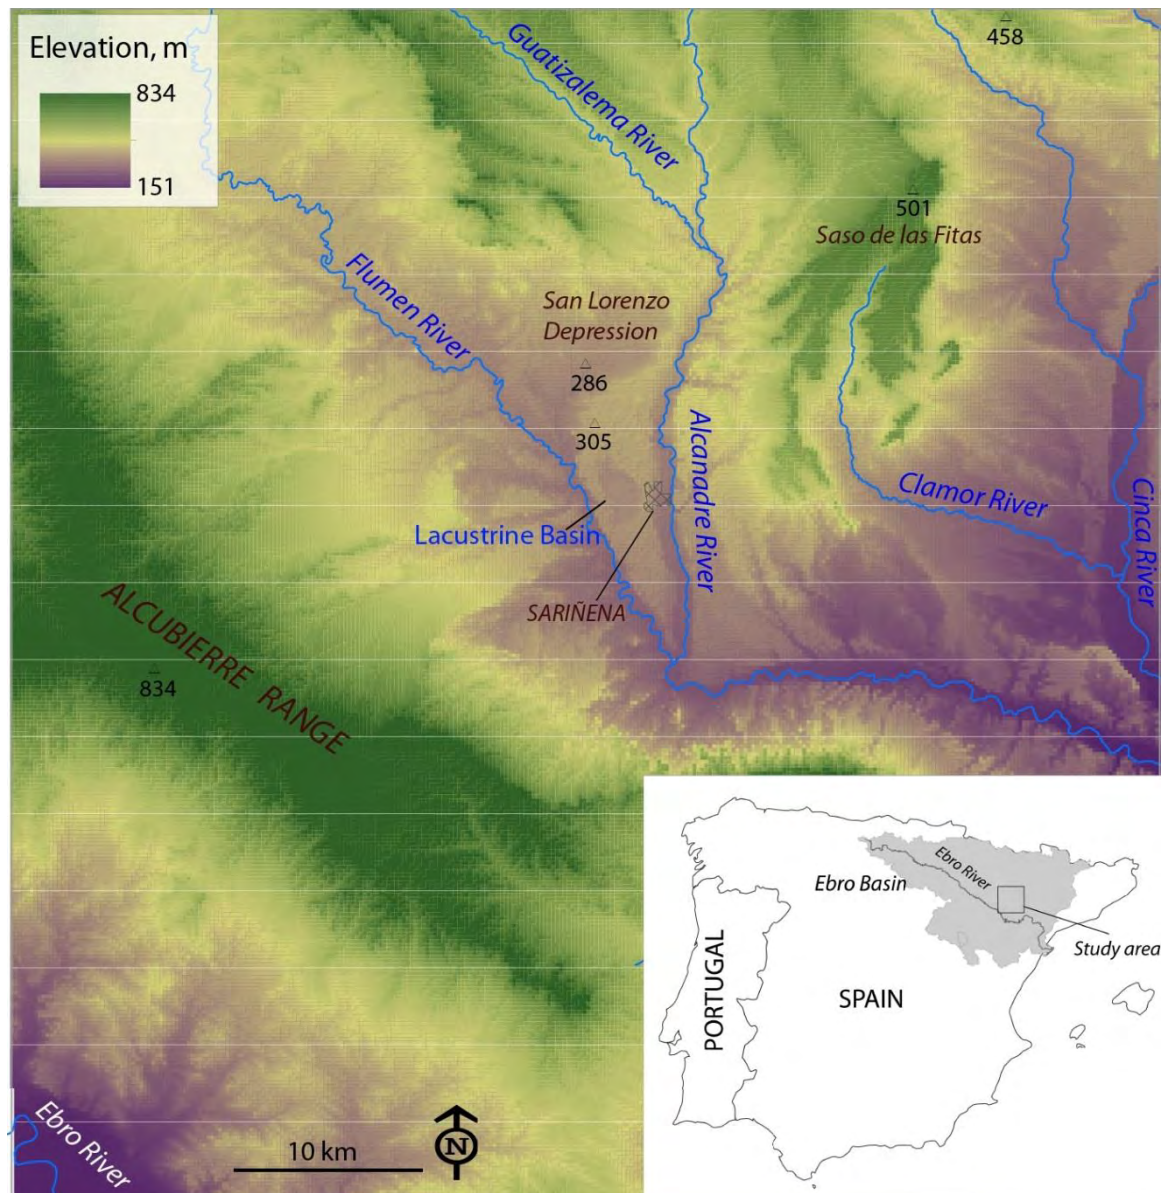 Elevation, m
834
151
Guatizalema River
458
501
Saso de las Fitas
Flumen River
San Lorenzo
Depression
286
305
Alcanadre River
Clamor River
Cinca River
Lacustrine Basin
SARIÑENA
ALCUBIERRE RANGE
834
Ebro River
10 km
N
Ebro River
Ebro Basin
Study area
PORTUGAL
SPAIN